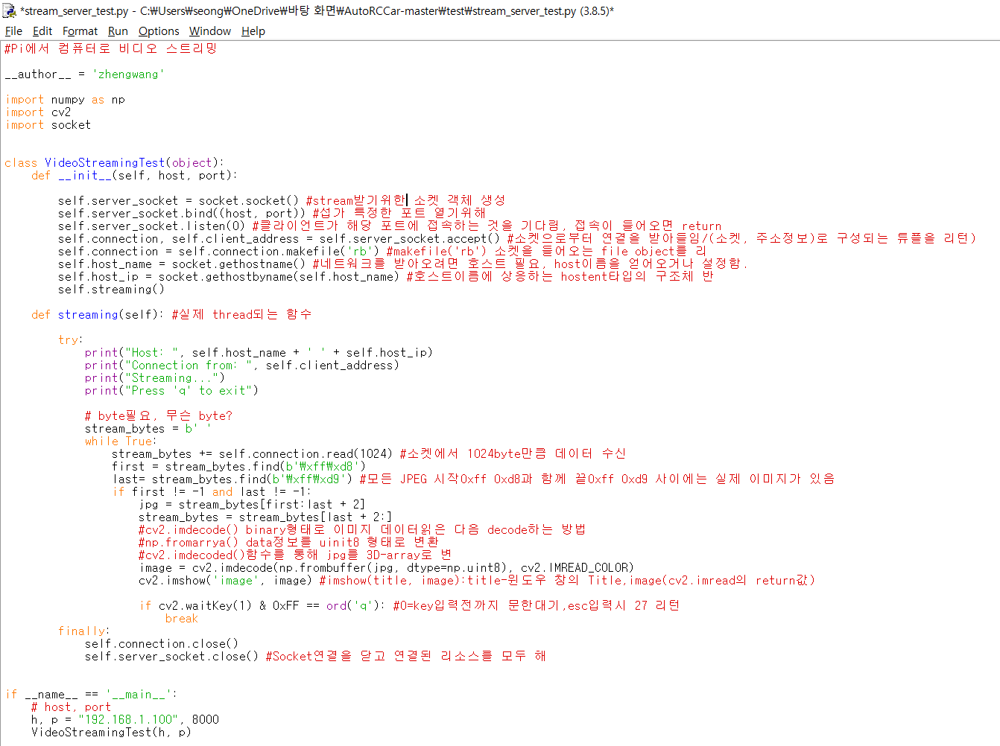 *stream_server_test.py - C:₩Users₩seong₩OneDrive₩바탕 화면₩AutoRCCar-master₩test₩stream_server_test.py (3.8.5)*
File Edit Format Run Options Window Help
#Pi에서 컴퓨터로 비디오 스트리밍
__author__ = 'zhengwang'
import numpy as np
import cv2
import socket
class VideoStreamingTest(object):
def __init__(self, host, port):
self.server_socket = socket.socket() #stream받기위한 소켓 객체 생성
self.server_socket.bind((host, port)) #섭가 특정한 포트 열기위해
self.server_socket.listen(0) #클라이언트가 해당 포트에 접속하는 것을 기다림, 접속이 들어오면 return
self.connection, self.client_address = self.server_socket.accept() #소켓으로부터 연결을 받아들임/(소켓, 주소정보)로 구성되는 튜플을 리턴)
self.connection = self.connection.makefile('rb') #makefile('rb') 소켓을 들어오는 file object를 리
self.host_name = socket.gethostname() #네트워크를 받아오려면 호스트 필요, host이름을 얻어오거나 설정함.
self.host_ip = socket.gethostbyname(self.host_name) #호스트이름에 상응하는 hostent타입의 구조체 반
self.streaming()
def streaming(self): #실제 thread되는 함수
try:
print("Host: ", self.host_name + ' ' + self.host_ip)
print("Connection from: ", self.client_address)
print("Streaming...")
print("Press 'q' to exit")
# byte필요, 무슨 byte?
stream_bytes = b' '
while True:
stream_bytes += self.connection.read(1024) #소켓에서 1024byte만큼 데이터 수신
first = stream_bytes.find(b'₩xff₩xd8')
last= stream_bytes.find(b'₩xff₩xd9') #모든 JPEG 시작0xff 0xd8과 함께 끝0xff 0xd9 사이에는 실제 이미지가 있음
if first != -1 and last != -1:
jpg = stream_bytes[first:last + 2]
stream_bytes = stream_bytes[last + 2:]
#cv2.imdecode() binary형태로 이미지 데이터읽은 다음 decode하는 방법
#np.fromarrya() data정보를 uinit8 형태로 변환
#cv2.imdecoded()함수를 통해 jpg를 3D-array로 변
image = cv2.imdecode(np.frombuffer(jpg, dtype=np.uint8), cv2.IMREAD_COLOR)
cv2.imshow('image', image) #imshow(title, image):title-윈도우 창의 Title,image(cv2.imread의 return값)
if cv2.waitKey(1) & 0xFF == ord('q'): #0=key입력전까지 문한대기,esc입력시 27 리턴
break
finally:
self.connection.close()
self.server_socket.close() #Socket연결을 닫고 연결된 리소스를 모두 해
if __name__ == '__main__':
# host, port
h, p = "192.168.1.100", 8000
VideoStreamingTest(h, p)